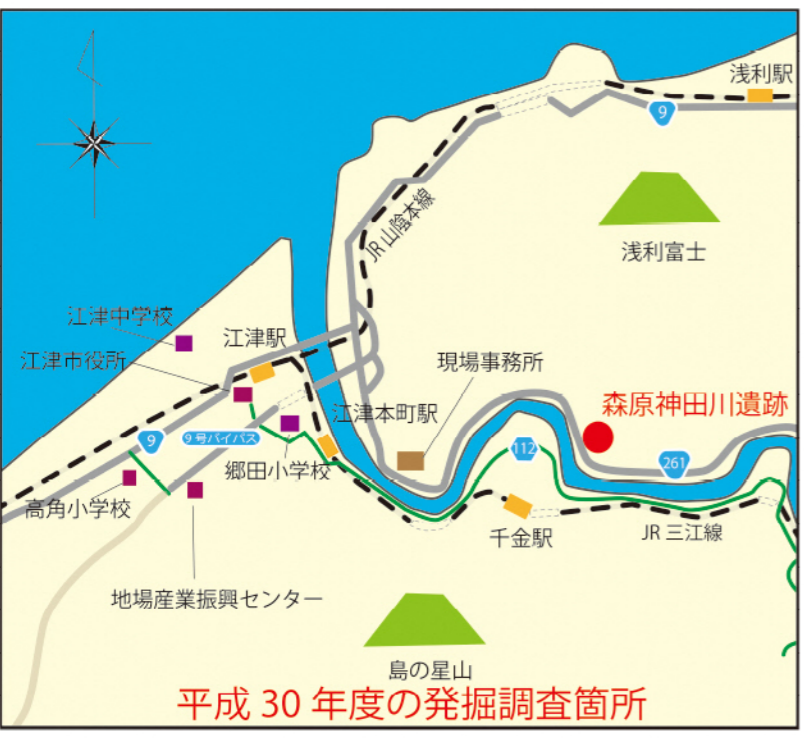 浅利駅
9
JR山陰本線
浅利富士
江津中学校
江津駅
江津市役所
現場事務所
森原神田川遺跡
江津本町駅
9
9号バイパス
112
261
郷田小学校
高角小学校
千金駅
JR三江線
地場産業振興センター
島の星山
平成30年度の発掘調査箇所